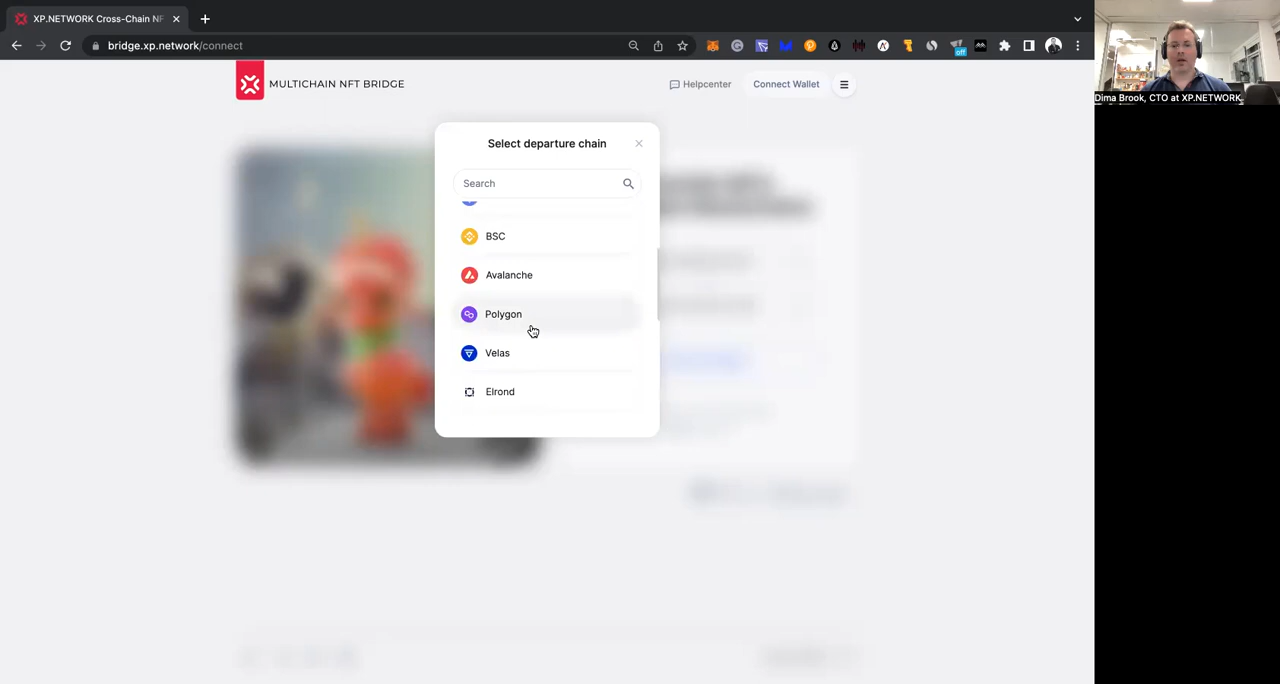 XP.NETWORK Cross-Chain NF
bridge.xp.network/connect
off
Dima Brook, CTO at XP.NETWORK
MULTICHAIN NFT BRIDGE
Helpcenter
Connect Wallet
Select departure chain
Search
BSC
Avalanche
Polygon
Velas
Elrond